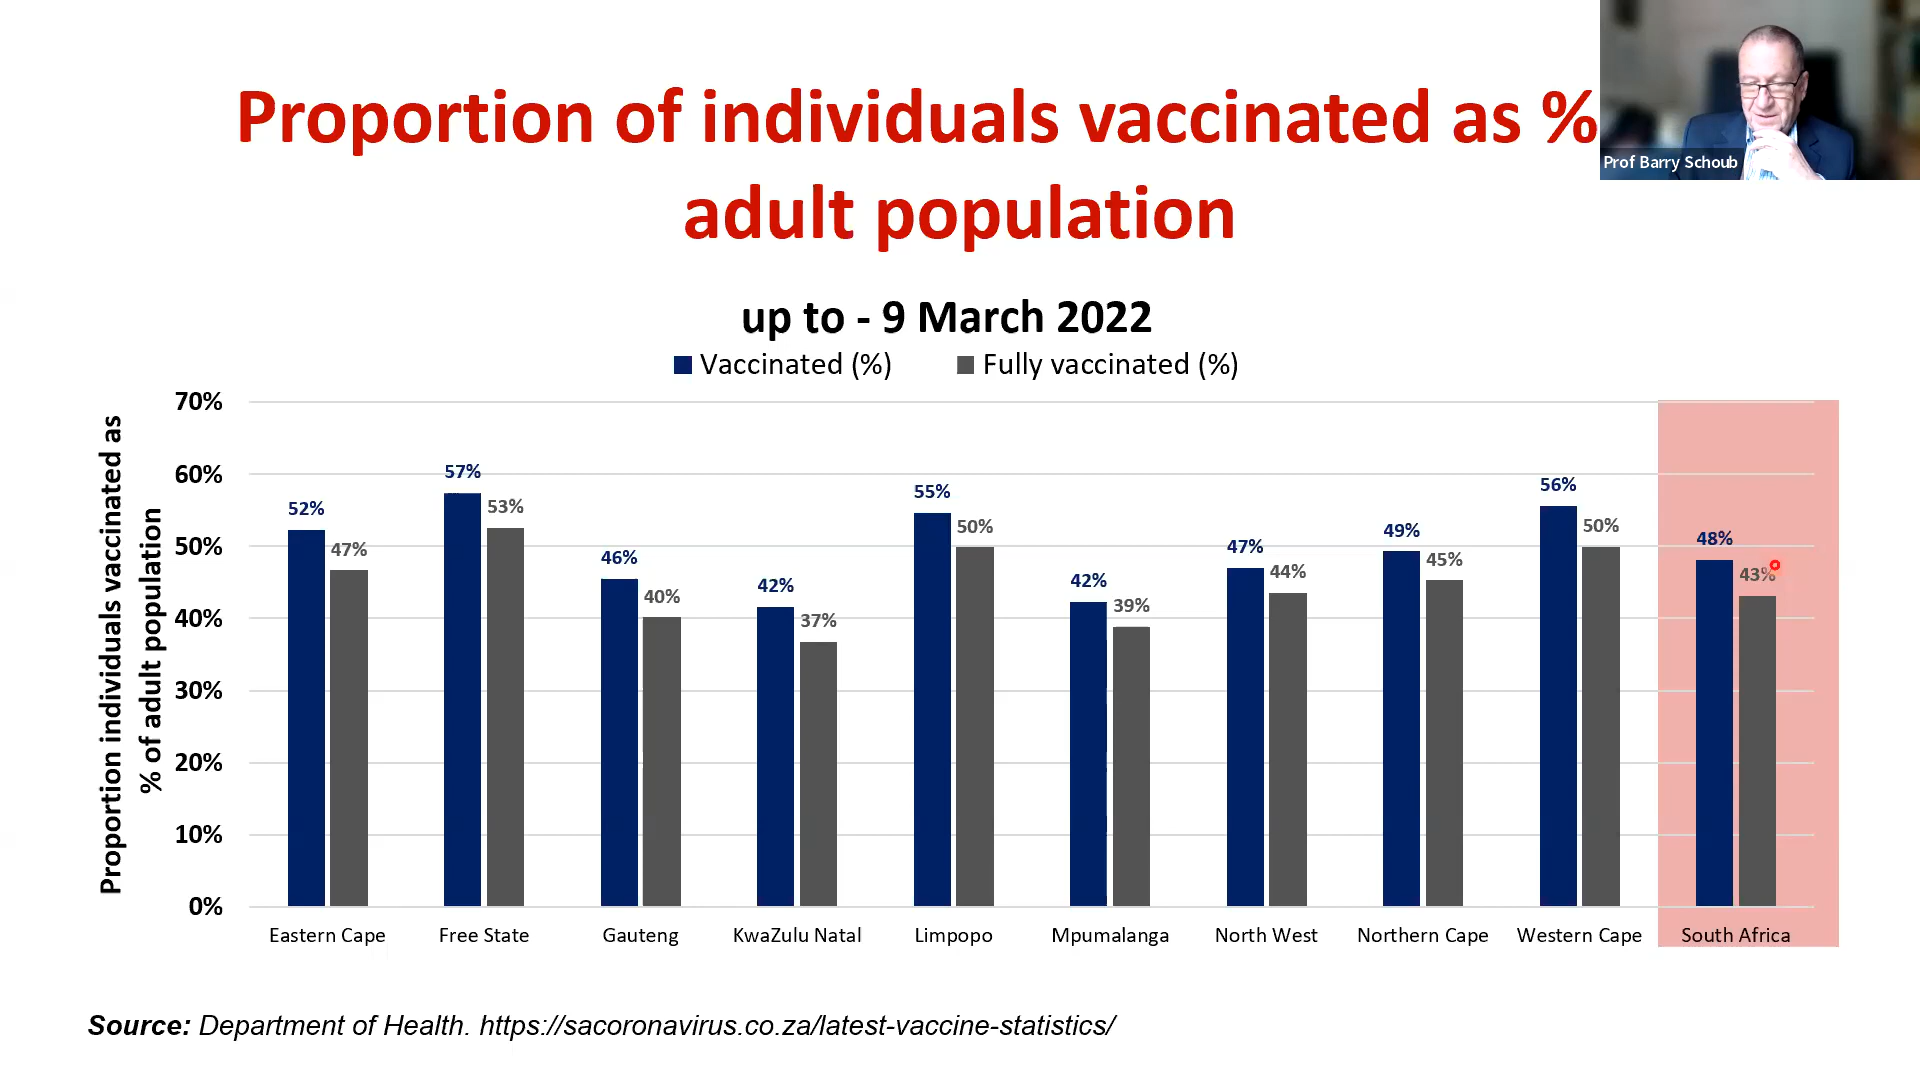 Proportion of individuals vaccinated as %
adult population
Prof Barry Schoub
up to - 9 March 2022
Vaccinated (%) Fully vaccinated (%)
Proportion individuals vaccinated as
% of adult population
70%
60%
50%
40%
30%
20%
10%
0%
52% 47%
57% 53%
46% 40%
42% 37%
55% 50%
42% 39%
47% 44%
49% 45%
56% 50%
48% 43%
Eastern Cape Free State Gauteng KwaZulu Natal Limpopo Mpumalanga North West Northern Cape Western Cape South Africa
Source: Department of Health. https://sacoronavirus.co.za/latest-vaccine-statistics/